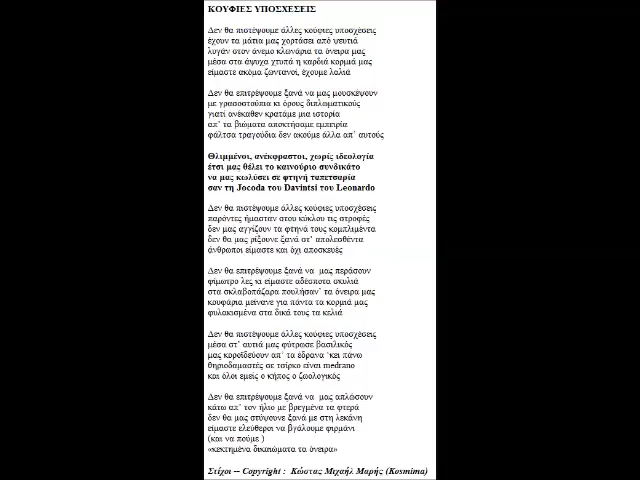 ΚΟΥΦΙΕΣ ΥΠΟΣΧΕΣΕΙΣ
Δεν θα πιστέψουμε άλλες κούφιες υποσχέσεις
έχουν τα μάτια μας χορτάσει από ψευτιά
λυγάν στον άνεμο κλωνάρια τα όνειρα μας
μέσα στα άψυχα χτυπά η καρδιά κορμιά μας
είμαστε ακόμα ζωντανοί, έχουμε λαλιά
Δεν θα επιτρέψουμε ξανά να μας μουσκέψουν
με γρασοστούπια κι όρους διπλωματικούς
γιατί ανέκαθεν κρατάμε μια ιστορία
απ’ τα βιώματα αποκτήσαμε εμπειρία
φάλτσα τραγούδια δεν ακούμε άλλα απ’ αυτούς
Θλιμμένοι, ανέκφραστοι, χωρίς ιδεολογία
έτσι μας θέλει το καινούριο συνδικάτο
να μας κωλύσει σε φτηνή ταπετσαρία
σαν τη Jocoda του Davintsi του Leonardo
Δεν θα πιστέψουμε άλλες κούφιες υποσχέσεις
παρόντες ήμασταν στου κύκλου τις στροφές
δεν μας αγγίζουν τα φτηνά τους κομπλιμέντα
δεν θα μας ρίξουνε ξανά στ’ απολεσθέντα
άνθρωποι είμαστε και όχι αποσκευές
Δεν θα επιτρέψουμε ξανά να  μας περάσουν
φίμωτρο λες κι είμαστε αδέσποτα σκυλιά
στα σκλαβοπάζαρα πουλήσαν’ τα όνειρα μας
κουφάρια μείνανε για πάντα τα κορμιά μας
φυλακισμένα στα δικά τους τα κελιά
Δεν θα πιστέψουμε άλλες κούφιες υποσχέσεις
μέσα στ’ αυτιά μας φύτρωσε βασιλικός
μας κοροϊδεύουν απ’ τα έδρανα ‘κει πάνω
θηριοδαμαστές σε τσίρκο είναι medrano
και όλοι εμείς ο κήπος ο ζωολογικός
Δεν θα επιτρέψουμε ξανά να  μας απλώσουν
κάτω απ’ τον ήλιο με βρεγμένα τα φτερά
δεν θα μας στύψουνε ξανά με στη λεκάνη
είμαστε ελεύθεροι να βγάλουμε φιρμάνι
(και να πούμε )
«κεκτημένα δικαιώματα τα όνειρα»
Στίχοι -- Copyright :  Κώστας Μιχαήλ Μαρής (Kosmima)